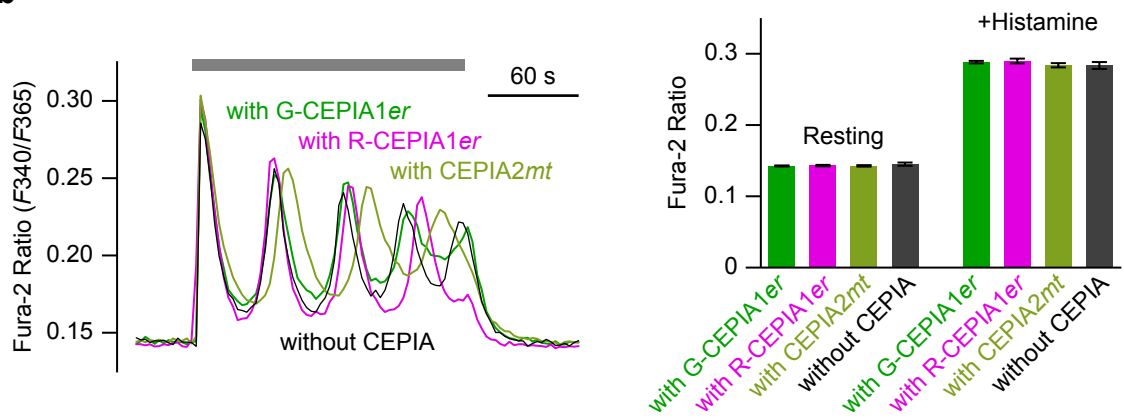 b
60 s
with G-CEPIA1er
with R-CEPIA1er
with CEPIA2mt
without CEPIA
Fura-2 Ratio (F340/F365)
0.30
0.25
0.20
0.15
+Histamine
Resting
Fura-2 Ratio
0.3
0.2
0.1
0
with G-CEPIA1er
with R-CEPIA1er
with CEPIA2mt
without CEPIA
with G-CEPIA1er
with R-CEPIA1er
with CEPIA2mt
without CEPIA